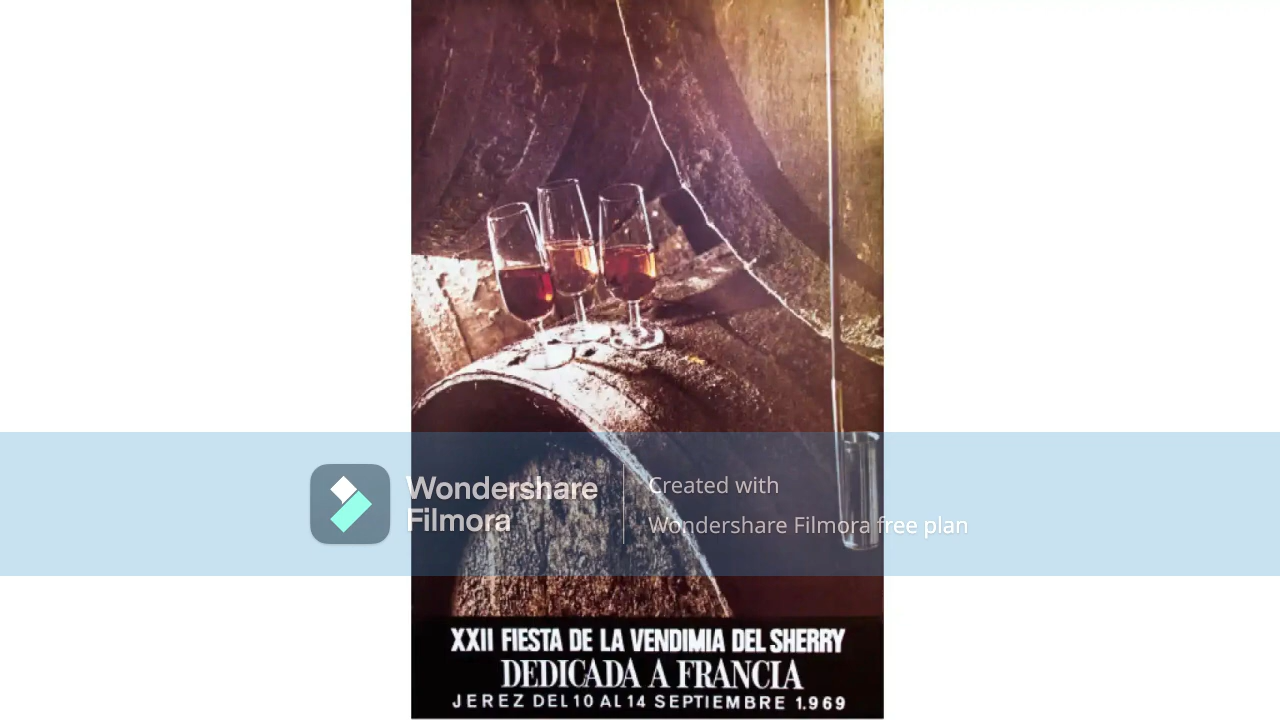 Wondershare
Filmora
Created with
Wondershare Filmora free plan
XXII FIESTA DE LA VENDIMIA DEL SHERRY
DEDICADA A FRANCIA
JEREZ DEL 10 AL 14 SEPTIEMBRE 1.969